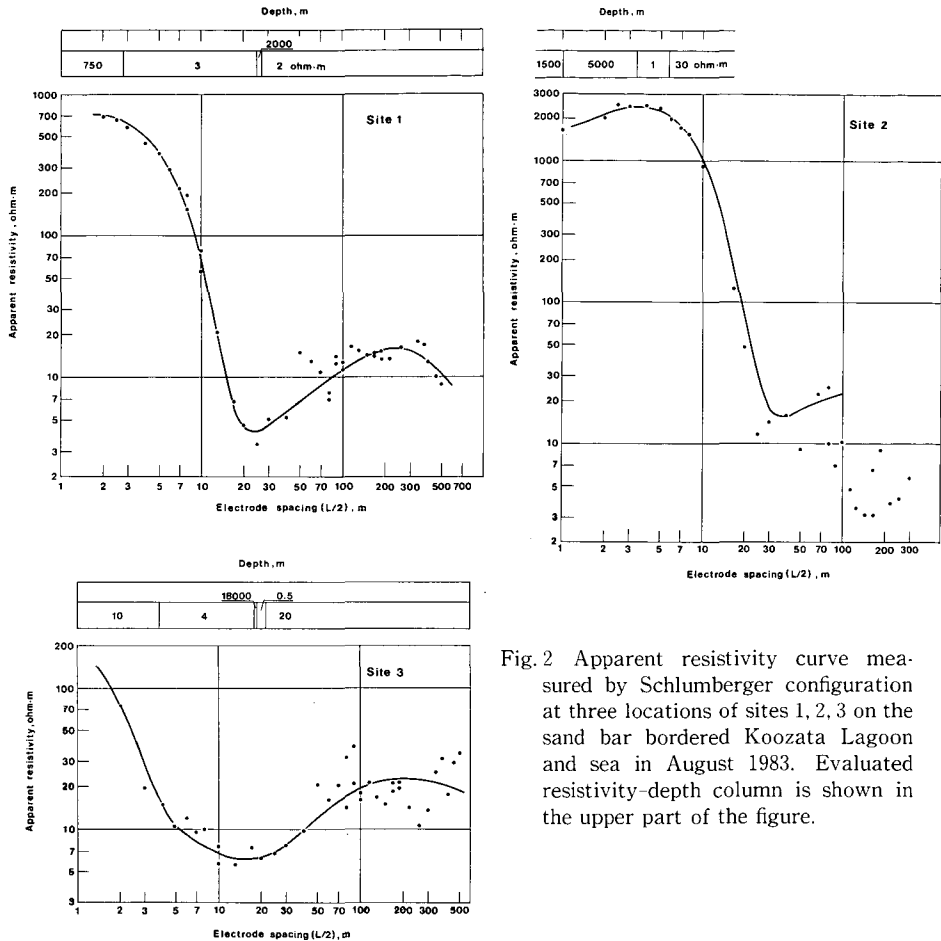 Depth, m
2000
750 3 2 ohm·m
Site 1
1000
700
500
300
200
100
70
50
30
20
10
7
5
3
2
Apparent resistivity, ohm·m
1 2 3 5 7 10 20 30 50 70 100 200 300 500 700
Electrode spacing (L/2), m
Depth, m
1500 5000 1 30 ohm·m
Site 2
3000
2000
1000
700
500
300
200
100
70
50
30
20
10
7
5
3
2
Apparent resistivity, ohm·m
1 2 3 5 7 10 20 30 50 70 100 200 300
Electrode spacing (L/2), m
Depth, m
18000 0.5
10 4 20
Site 3
200
100
50
30
20
10
7
5
3
Apparent resistivity, ohm·m
1 2 3 5 7 10 20 30 50 100 200 300 500
Electrode spacing (L/2), m
Fig. 2 Apparent resistivity curve mea-
sured by Schlumberger configuration
at three locations of sites 1, 2, 3 on the
sand bar bordered Koozata Lagoon
and sea in August 1983. Evaluated
resistivity-depth column is shown in
the upper part of the figure.